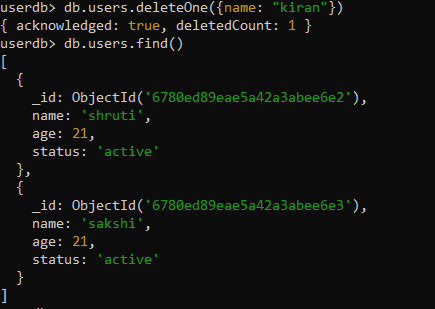 userdb> db.users.deleteOne({name: "kiran"})
{ acknowledged: true, deletedCount: 1 }
userdb> db.users.find()
[
  {
    _id: ObjectId('6780ed89eae5a42a3abee6e2'),
    name: 'shruti',
    age: 21,
    status: 'active'
  },
  {
    _id: ObjectId('6780ed89eae5a42a3abee6e3'),
    name: 'sakshi',
    age: 21,
    status: 'active'
  }
]